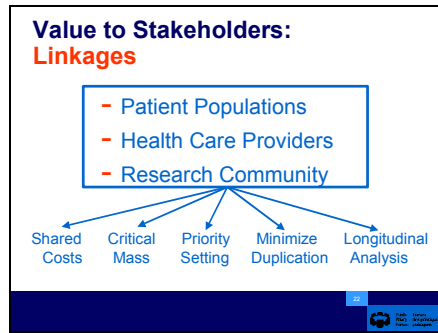 Value to Stakeholders:
Linkages
- Patient Populations
- Health Care Providers
- Research Community
Shared Critical Priority Minimize Longitudinal
Costs Mass Setting Duplication Analysis
22